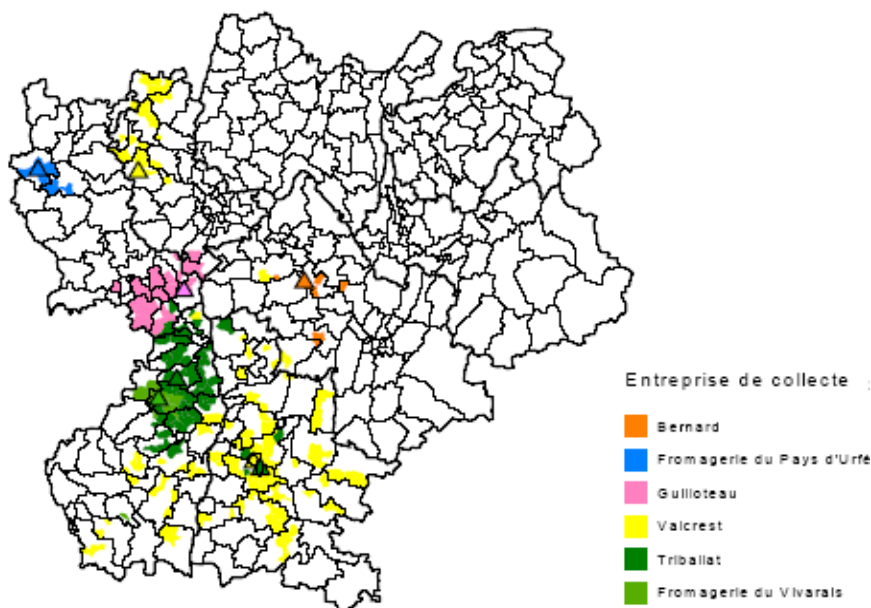 Entreprise de collecte :
Bernard
Fromagerie du Pays d'Urfé
Guilloteau
Valcrest
Triballat
Fromagerie du Vivarais